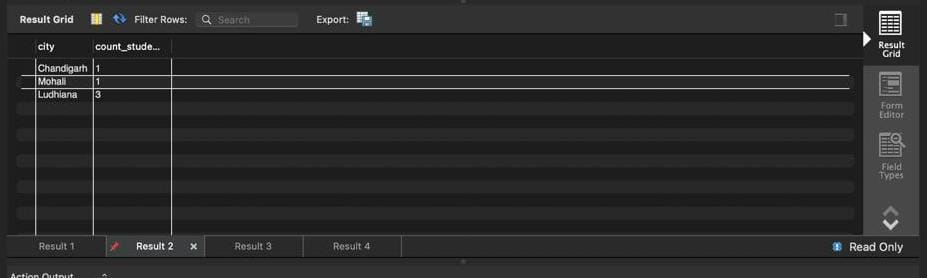 Result Grid Filter Rows: Search Export:
city count_stude...
Chandigarh 1
Mohali 1
Ludhiana 3
Result
Grid
Form
Editor
Field
Types
Result 1 Result 2 × Result 3 Result 4 Read Only
Action Output